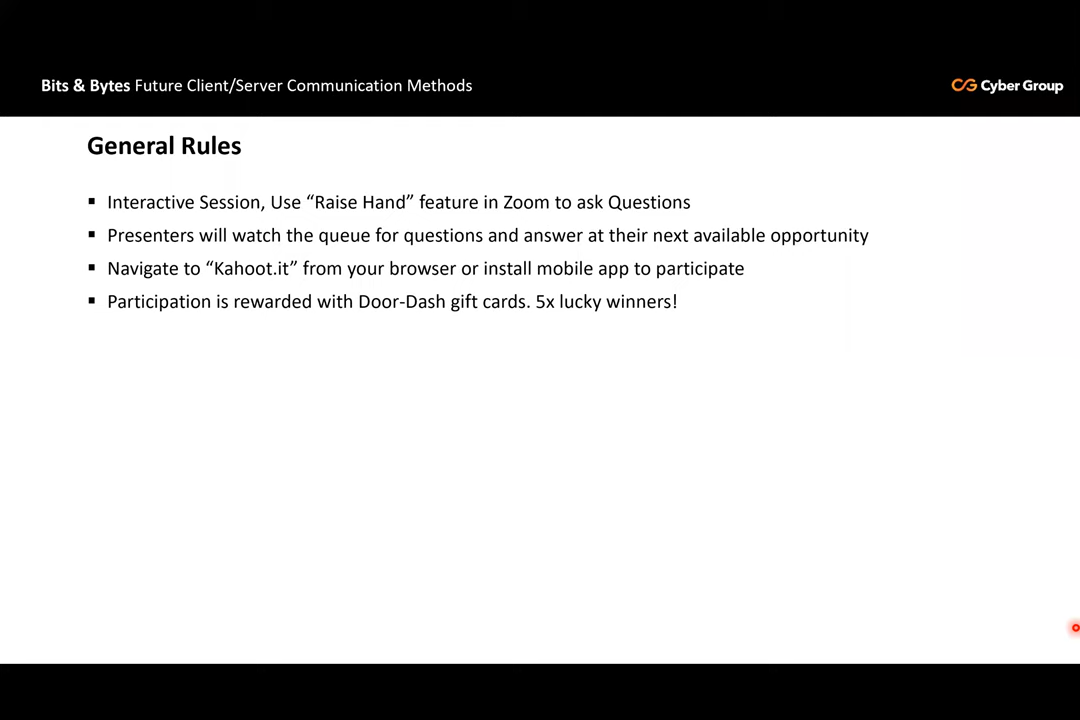 Bits & Bytes Future Client/Server Communication Methods
CG Cyber Group
General Rules
▪ Interactive Session, Use “Raise Hand” feature in Zoom to ask Questions
▪ Presenters will watch the queue for questions and answer at their next available opportunity
▪ Navigate to “Kahoot.it” from your browser or install mobile app to participate
▪ Participation is rewarded with Door-Dash gift cards. 5x lucky winners!